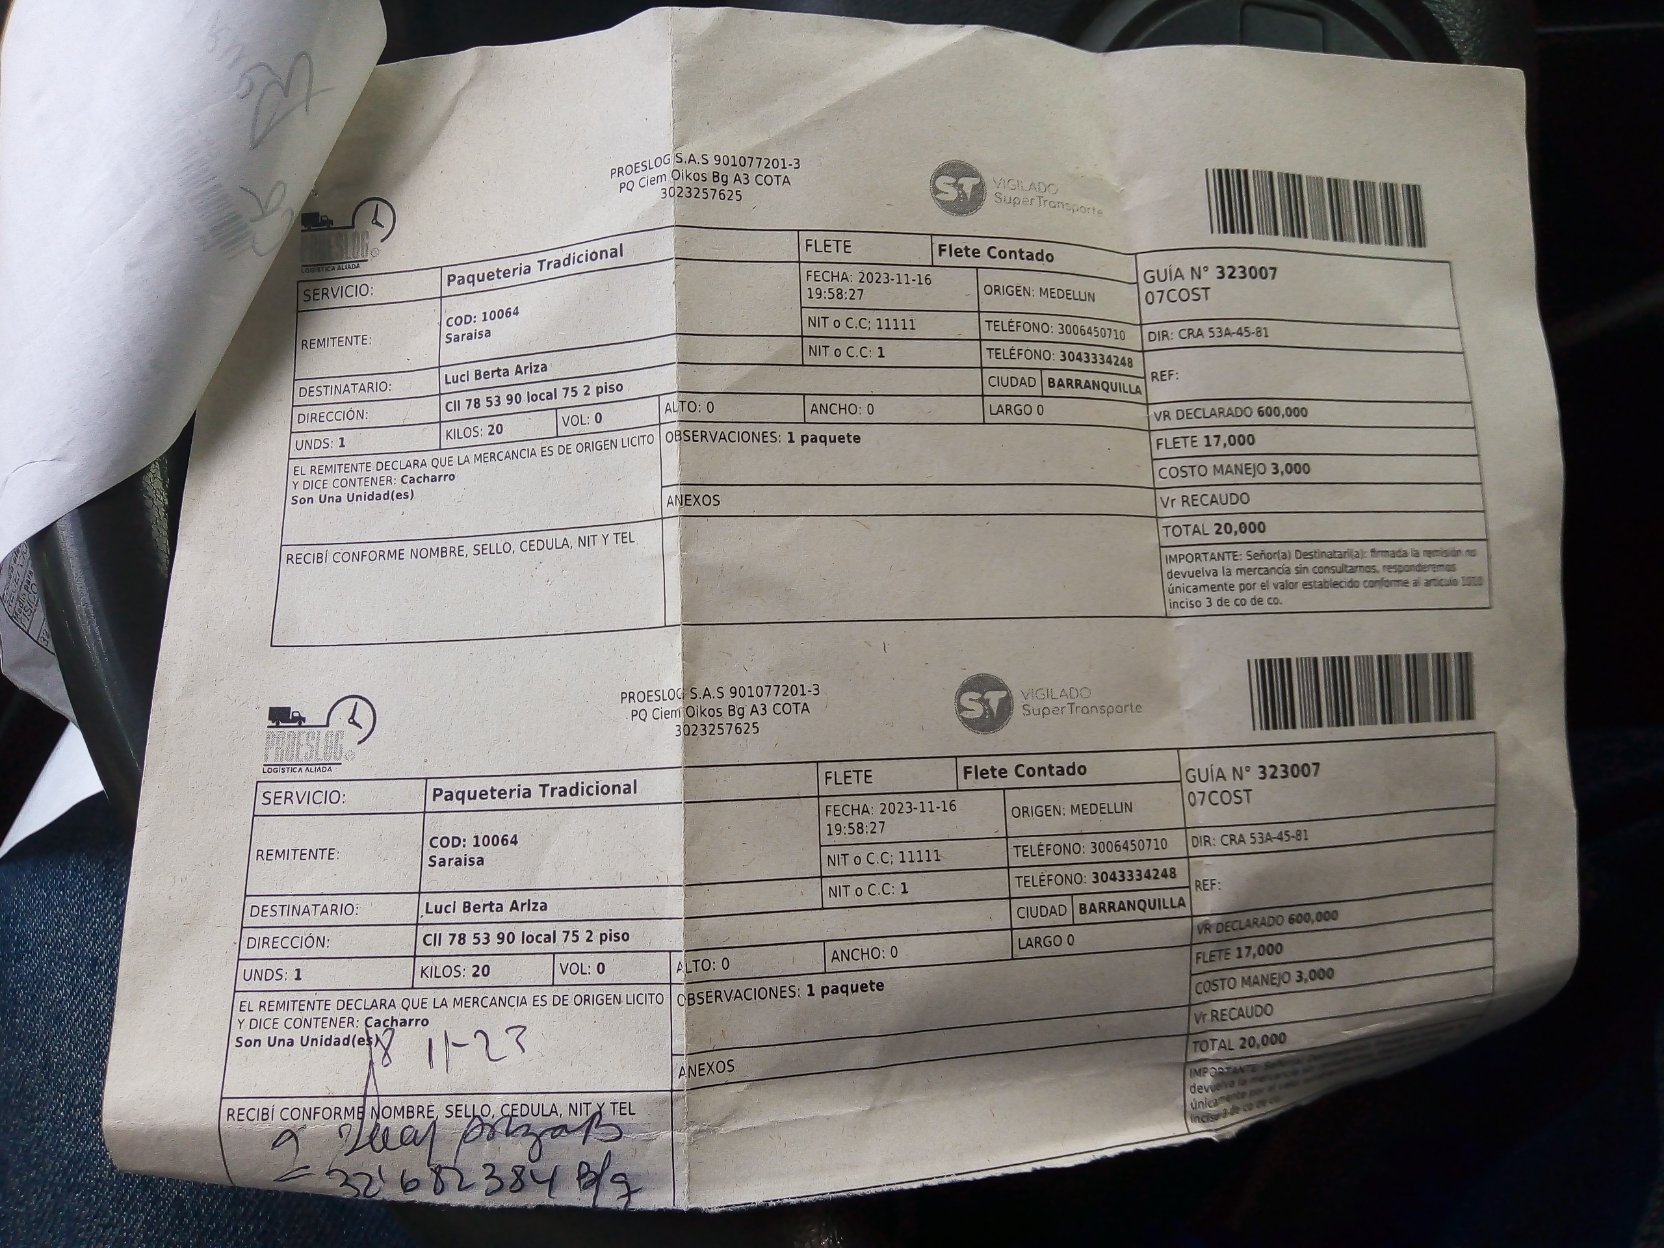 PROESLOG S.A.S 901077201-3
PQ Ciem Oikos Bg A3 COTA
3023257625
ST VIGILADO
SuperTransporte
PROESLOG
LOGÍSTICA ALIADA
SERVICIO: Paqueteria Tradicional FLETE Flete Contado
GUÍA N° 323007
07COST
REMITENTE: COD: 10064
Saraisa
FECHA: 2023-11-16
19:58:27
ORIGEN: MEDELLIN
NIT o C.C; 11111 TELÉFONO: 3006450710 DIR: CRA 53A-45-81
DESTINATARIO: Luci Berta Ariza NIT o C.C: 1 TELÉFONO: 3043334248 REF:
DIRECCIÓN: Cll 78 53 90 local 75 2 piso CIUDAD BARRANQUILLA
UNDS: 1 KILOS: 20 VOL: 0 ALTO: 0 ANCHO: 0 LARGO 0 VR DECLARADO 600,000
EL REMITENTE DECLARA QUE LA MERCANCIA ES DE ORIGEN LICITO
Y DICE CONTENER: Cacharro
Son Una Unidad(es)
OBSERVACIONES: 1 paquete
FLETE 17,000
COSTO MANEJO 3,000
ANEXOS
Vr RECAUDO
TOTAL 20,000
RECIBÍ CONFORME NOMBRE, SELLO, CEDULA, NIT Y TEL
IMPORTANTE: Señor(a) Destinatari(a): firmada la remisión no
devuelva la mercancía sin consultarnos, responderemos
únicamente por el valor establecido conforme al articulo 1010
inciso 3 de co de co.
PROESLOG S.A.S 901077201-3
PQ Ciem Oikos Bg A3 COTA
3023257625
ST VIGILADO
SuperTransporte
PROESLOG
LOGÍSTICA ALIADA
SERVICIO: Paqueteria Tradicional FLETE Flete Contado
GUÍA N° 323007
07COST
REMITENTE: COD: 10064
Saraisa
FECHA: 2023-11-16
19:58:27
ORIGEN: MEDELLIN
NIT o C.C; 11111 TELÉFONO: 3006450710 DIR: CRA 53A-45-81
DESTINATARIO: Luci Berta Ariza NIT o C.C: 1 TELÉFONO: 3043334248 REF:
DIRECCIÓN: Cll 78 53 90 local 75 2 piso CIUDAD BARRANQUILLA
UNDS: 1 KILOS: 20 VOL: 0 ALTO: 0 ANCHO: 0 LARGO 0 VR DECLARADO 600,000
EL REMITENTE DECLARA QUE LA MERCANCIA ES DE ORIGEN LICITO
Y DICE CONTENER: Cacharro
Son Una Unidad(es)
18 11-23
OBSERVACIONES: 1 paquete
FLETE 17,000
COSTO MANEJO 3,000
ANEXOS
Vr RECAUDO
TOTAL 20,000
RECIBÍ CONFORME NOMBRE, SELLO, CEDULA, NIT Y TEL
ArizaB
32'682384 B/q